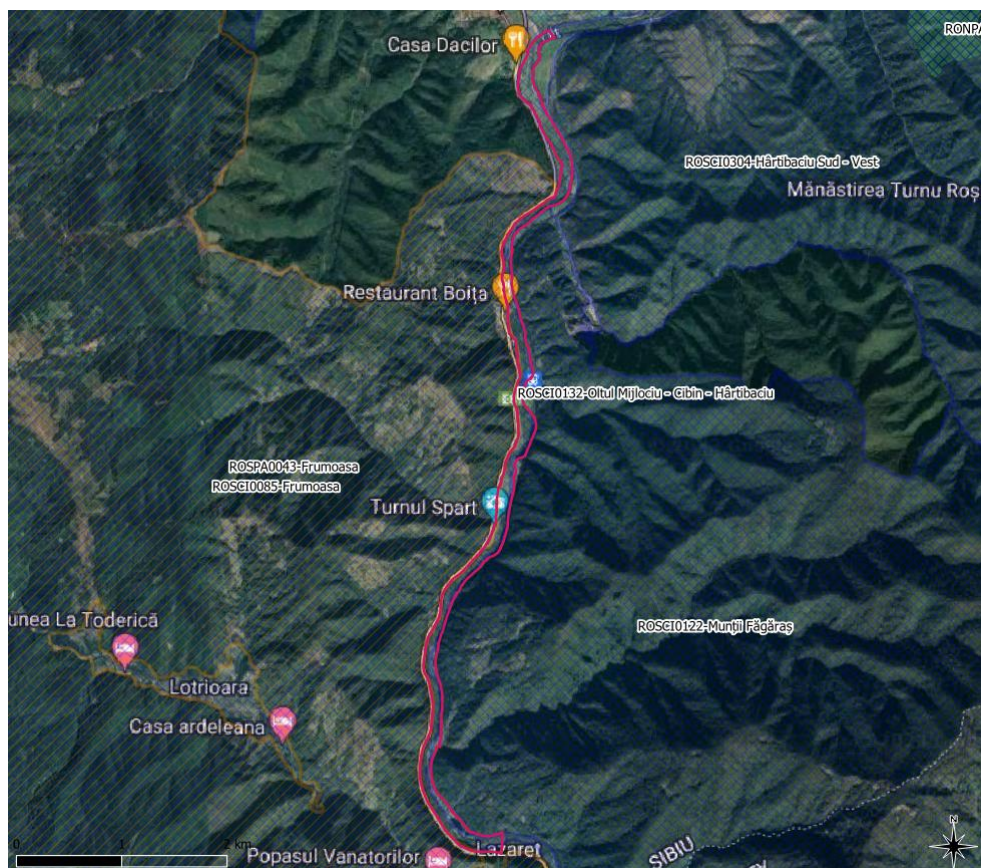 Casa Dacilor
RONPA
ROSCI0304-Hârtibaciu Sud - Vest
Mănăstirea Turnu Roș
Restaurant Boița
ROSCI0132-Oltul Mijlociu - Cibin - Hârtibaciu
ROSPA0043-Frumoasa
ROSCI0085-Frumoasa
Turnul Spart
unea La Toderică
ROSCI0122-Munții Făgăraș
Lotrioara
Casa ardeleana
N
0 1 2 km
Popasul Vanatorilor
Lazaret
SIBIU